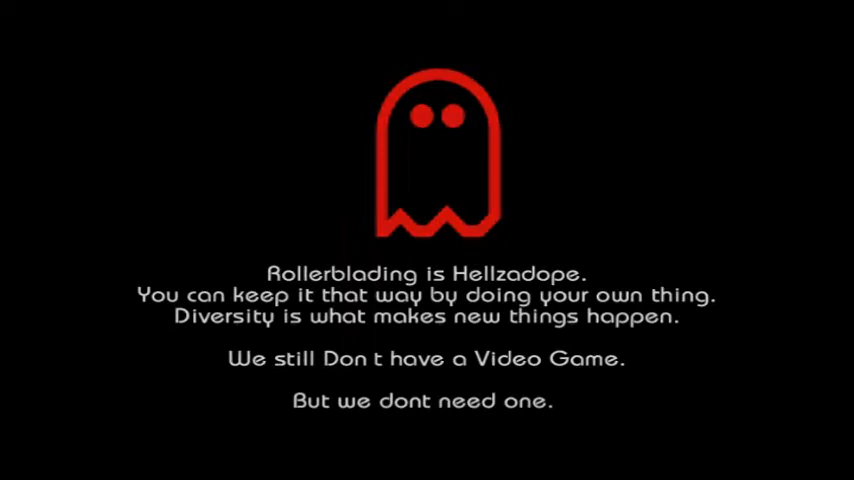 Rollerblading is Hellzadope.
You can keep it that way by doing your own thing.
Diversity is what makes new things happen.
We still Don t have a Video Game.
But we dont need one.